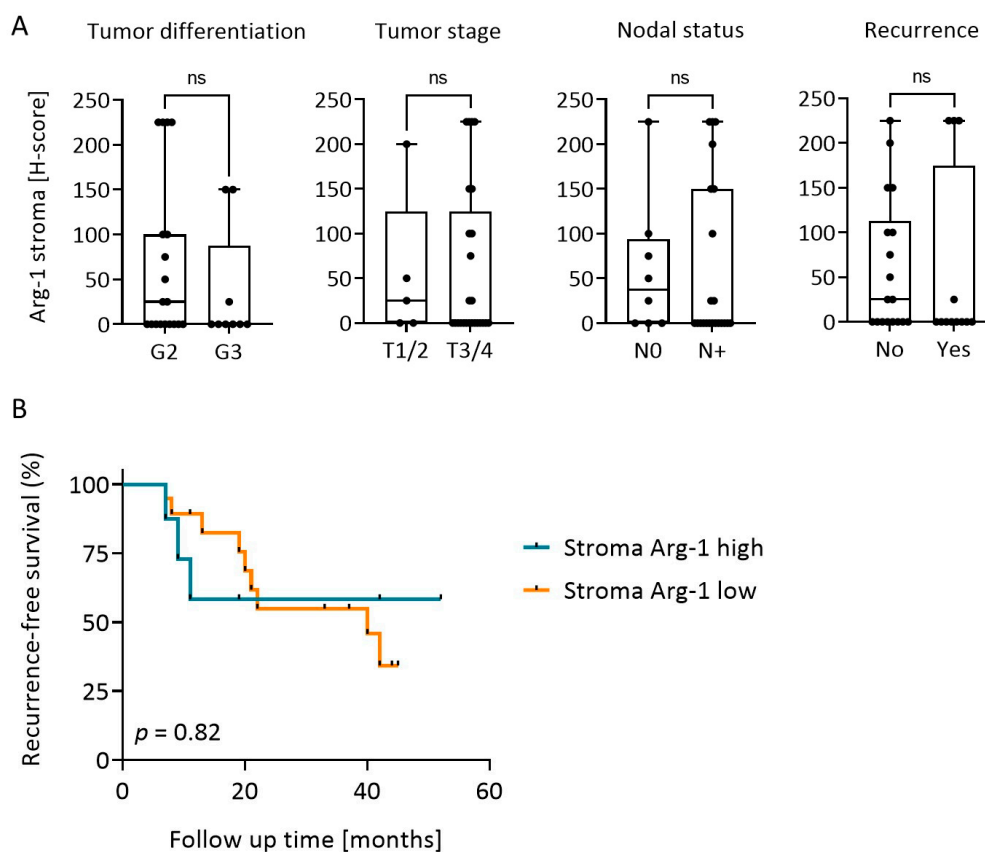 A
Tumor differentiation
Tumor stage
Nodal status
Recurrence
ns
ns
ns
ns
Arg-1 stroma [H-score]
250
200
150
100
50
0
G2
G3
250
200
150
100
50
0
T1/2
T3/4
250
200
150
100
50
0
N0
N+
250
200
150
100
50
0
No
Yes
B
Recurrence-free survival (%)
100
75
50
25
0
p = 0.82
0
20
40
60
Follow up time [months]
Stroma Arg-1 high
Stroma Arg-1 low